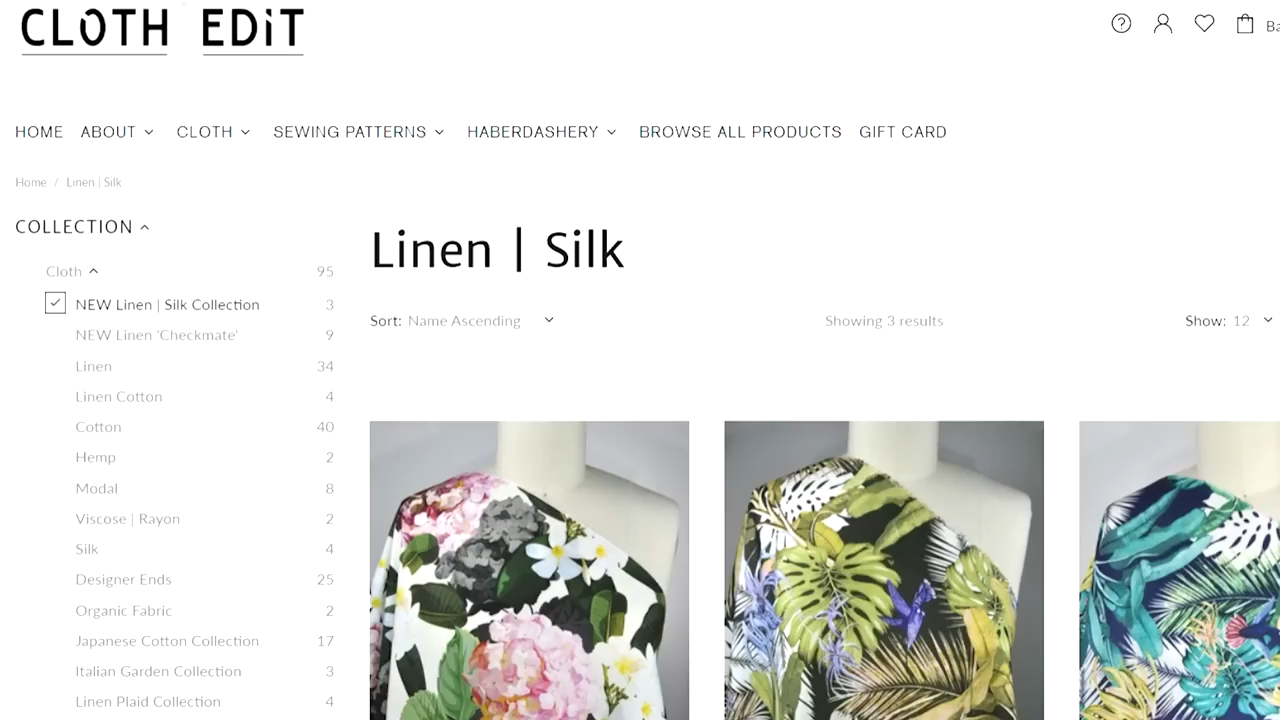 CLOTH EDiT
HOME ABOUT CLOTH SEWING PATTERNS HABERDASHERY BROWSE ALL PRODUCTS GIFT CARD
Home / Linen | Silk
COLLECTION
Cloth 95
NEW Linen | Silk Collection 3
NEW Linen 'Checkmate' 9
Linen 34
Linen Cotton 4
Cotton 40
Hemp 2
Modal 8
Viscose | Rayon 2
Silk 4
Designer Ends 25
Organic Fabric 2
Japanese Cotton Collection 17
Italian Garden Collection 3
Linen Plaid Collection 4
Linen | Silk
Sort: Name Ascending Showing 3 results Show: 12